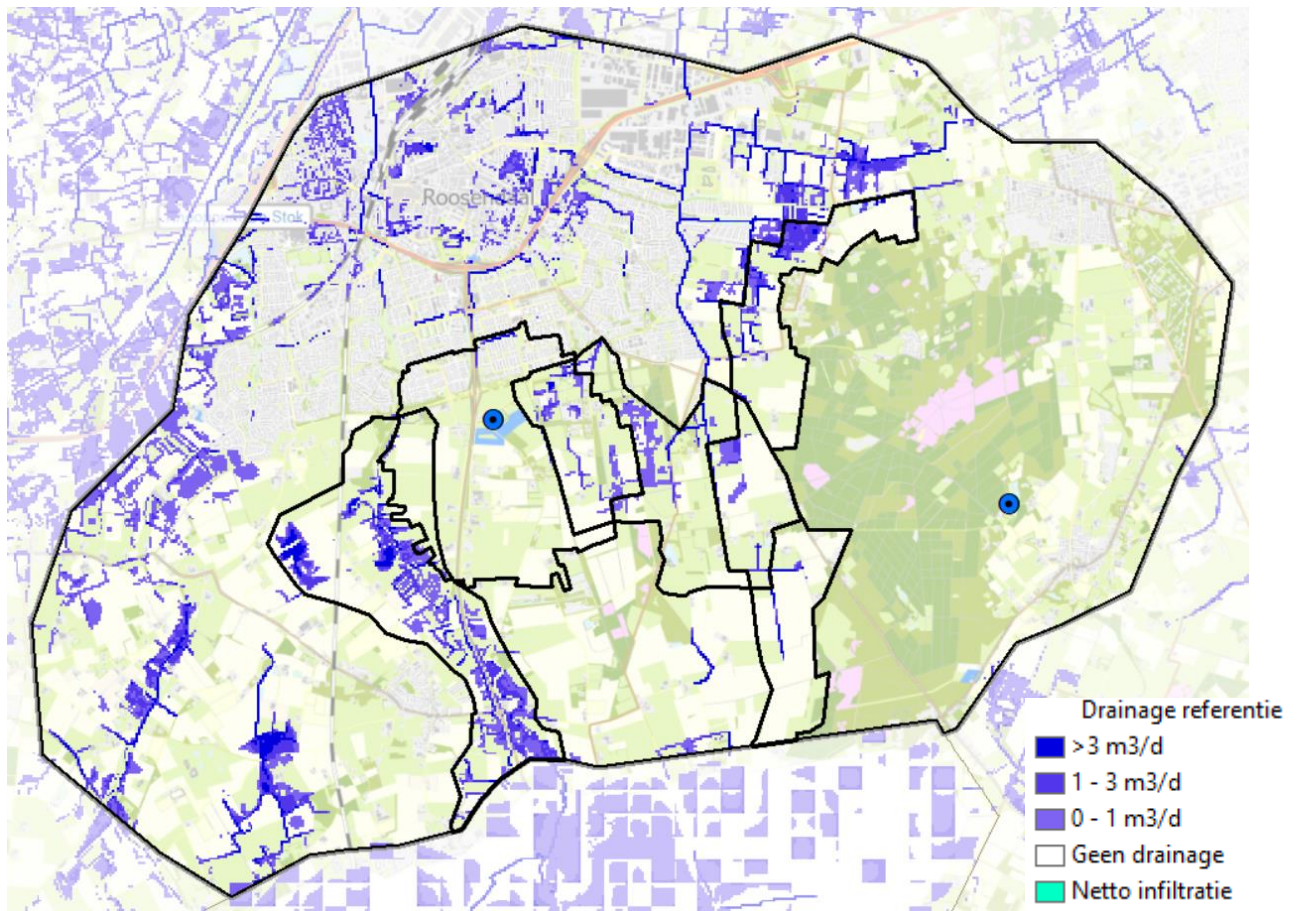 Roosendaal
Stok
Drainage referentie
>3 m3/d
1 - 3 m3/d
0 - 1 m3/d
Geen drainage
Netto infiltratie